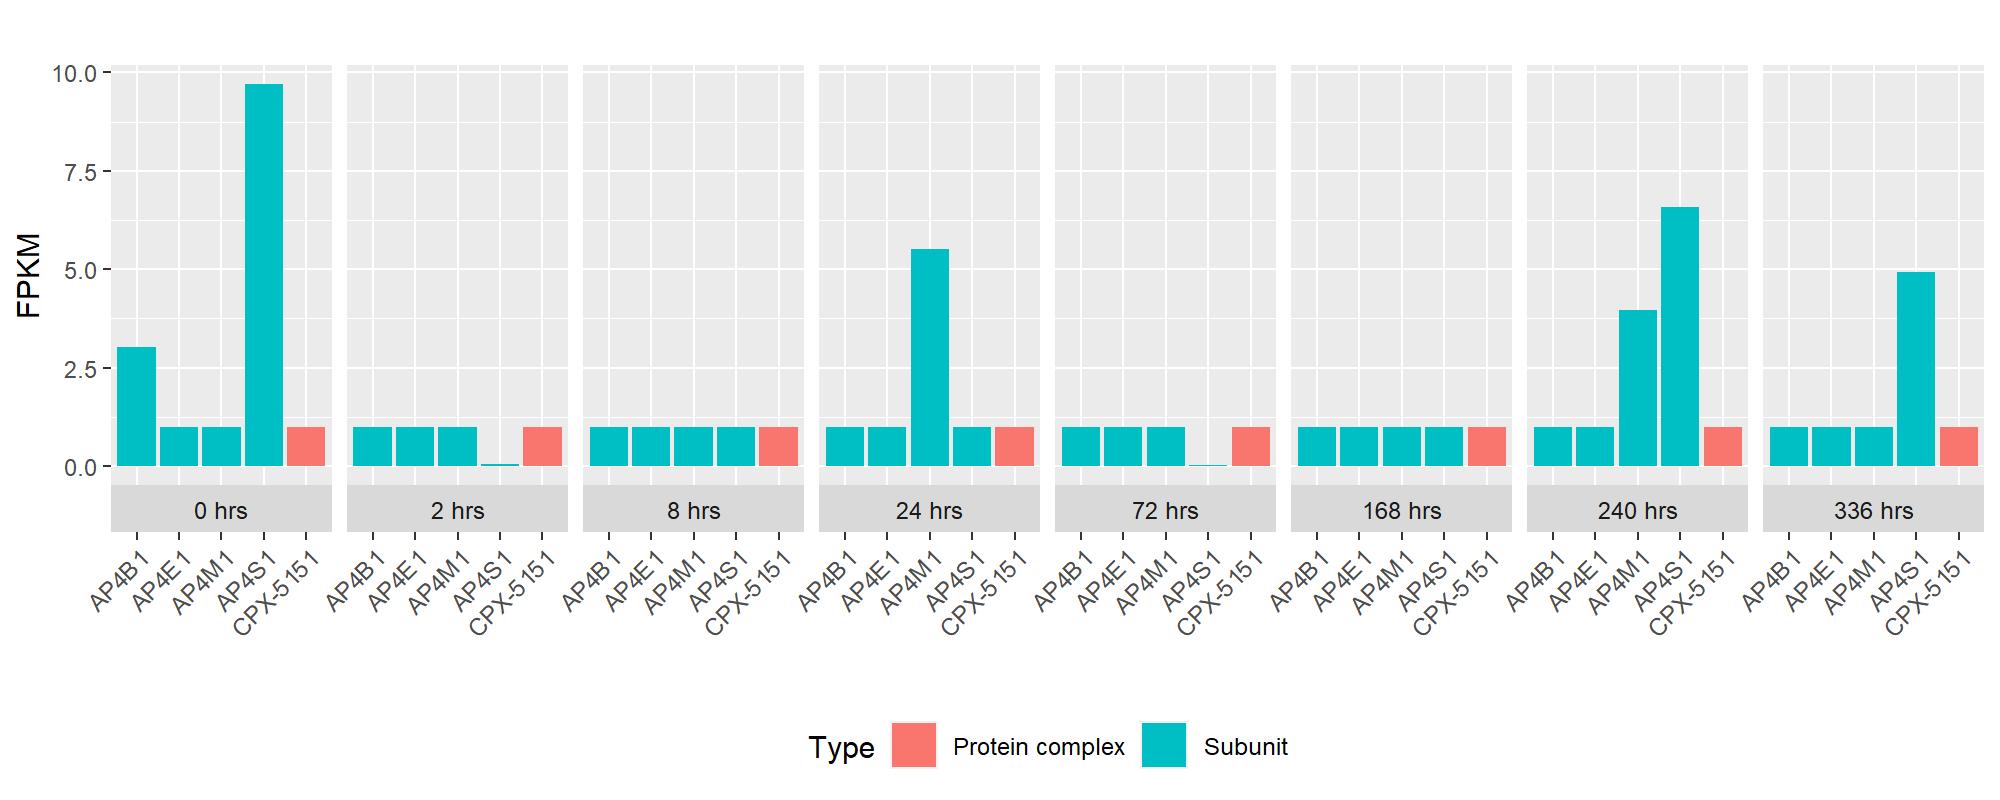 FPKM
10.0
7.5
5.0
2.5
0.0
0 hrs 2 hrs 8 hrs 24 hrs 72 hrs 168 hrs 240 hrs 336 hrs
AP4B1 AP4E1 AP4M1 AP4S1 CPX-5151 AP4B1 AP4E1 AP4M1 AP4S1 CPX-5151 AP4B1 AP4E1 AP4M1 AP4S1 CPX-5151 AP4B1 AP4E1 AP4M1 AP4S1 CPX-5151 AP4B1 AP4E1 AP4M1 AP4S1 CPX-5151 AP4B1 AP4E1 AP4M1 AP4S1 CPX-5151 AP4B1 AP4E1 AP4M1 AP4S1 CPX-5151 AP4B1 AP4E1 AP4M1 AP4S1 CPX-5151
Type Protein complex Subunit